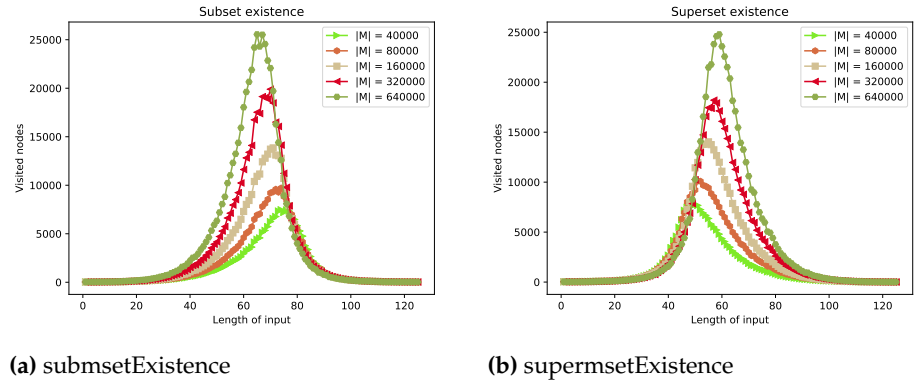 Subset existence
25000
20000
15000
10000
5000
0
Visited nodes
0 20 40 60 80 100 120
Length of input
|M| = 40000
|M| = 80000
|M| = 160000
|M| = 320000
|M| = 640000
(a) submsetExistence
Superset existence
25000
20000
15000
10000
5000
0
Visited nodes
0 20 40 60 80 100 120
Length of input
|M| = 40000
|M| = 80000
|M| = 160000
|M| = 320000
|M| = 640000
(b) supermsetExistence